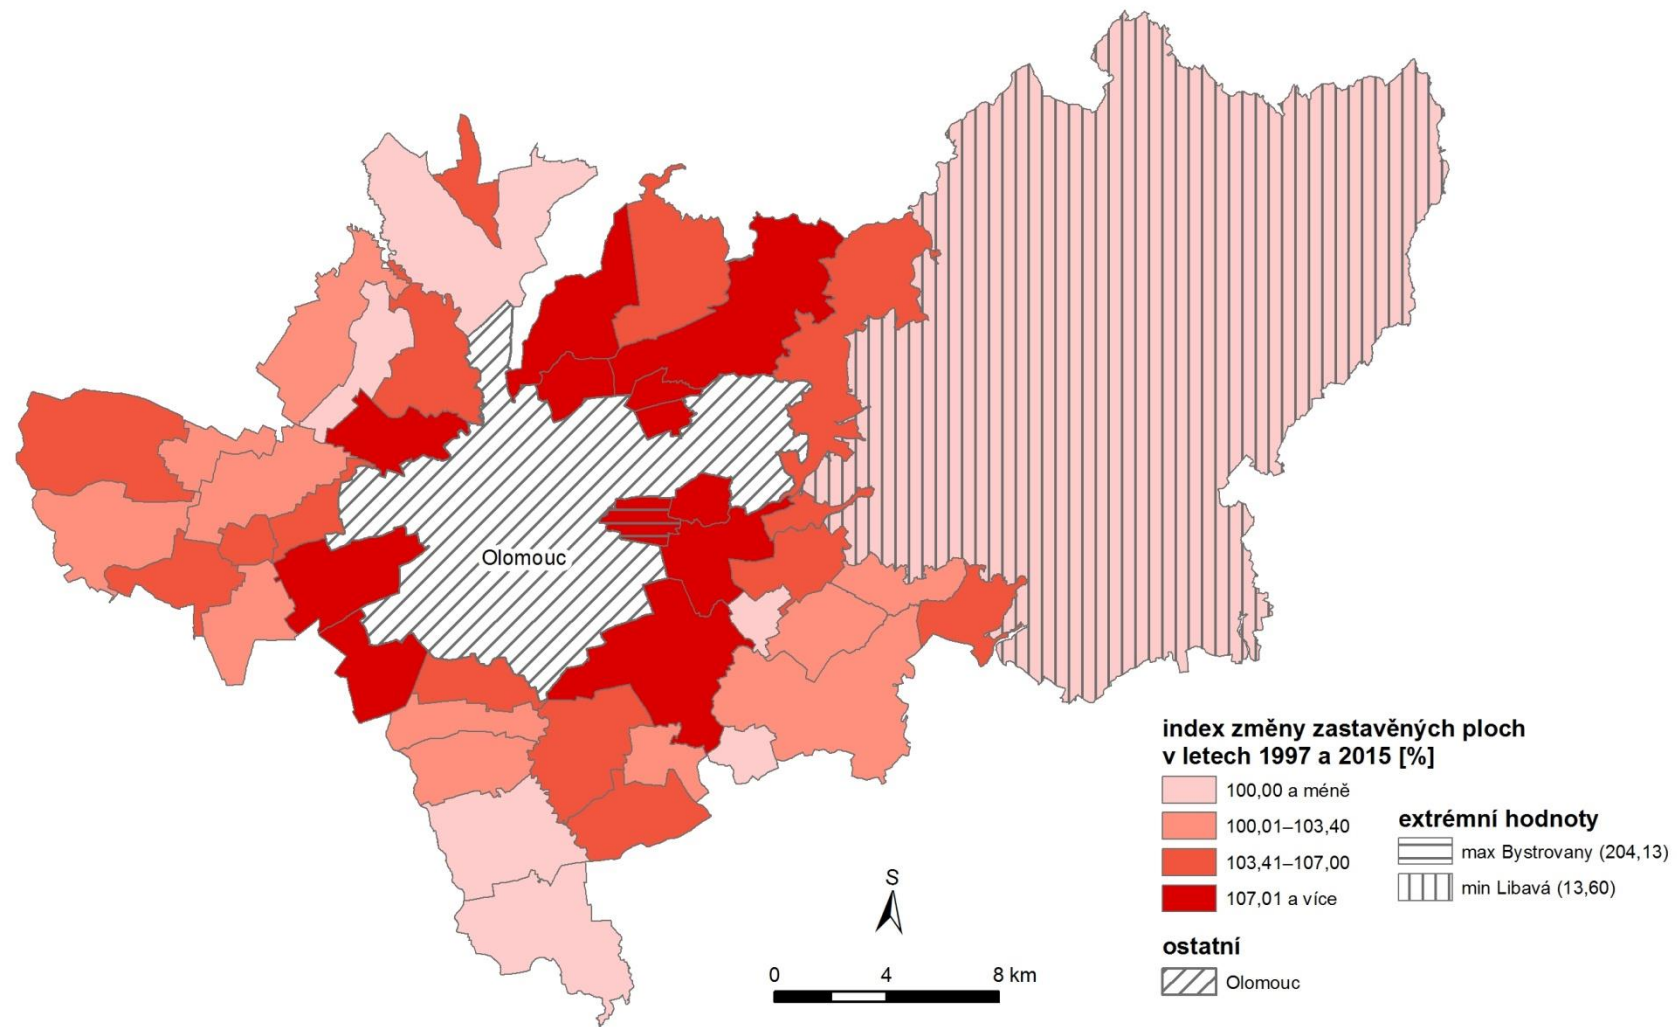 Olomouc
index změny zastavěných ploch
v letech 1997 a 2015 [%]
100,00 a méně
100,01–103,40
103,41–107,00
107,01 a více
extrémní hodnoty
max Bystrovany (204,13)
min Libavá (13,60)
ostatní
Olomouc
S
0 4 8 km